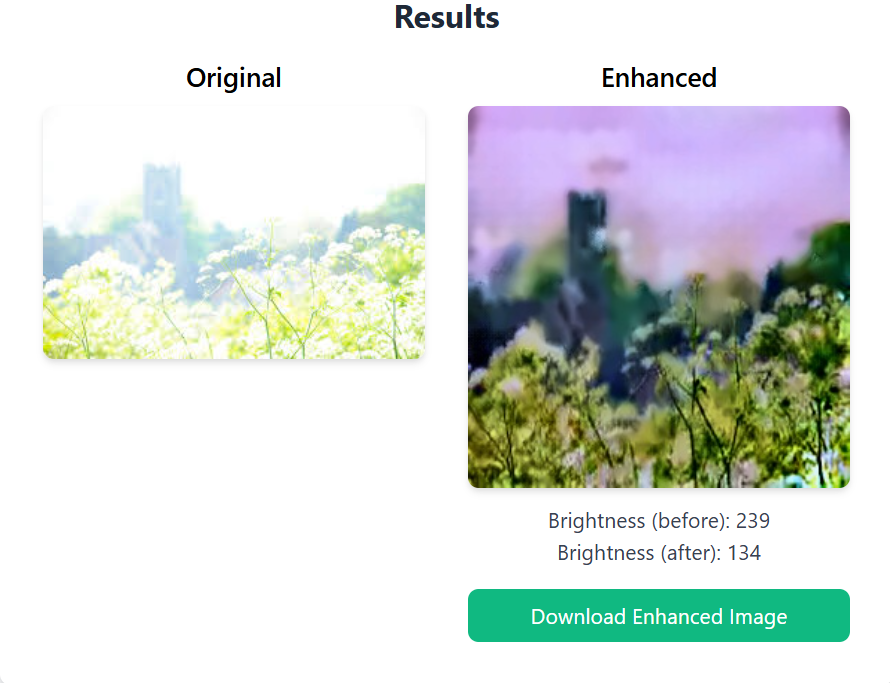 Results
Original
Enhanced
Brightness (before): 239
Brightness (after): 134
Download Enhanced Image